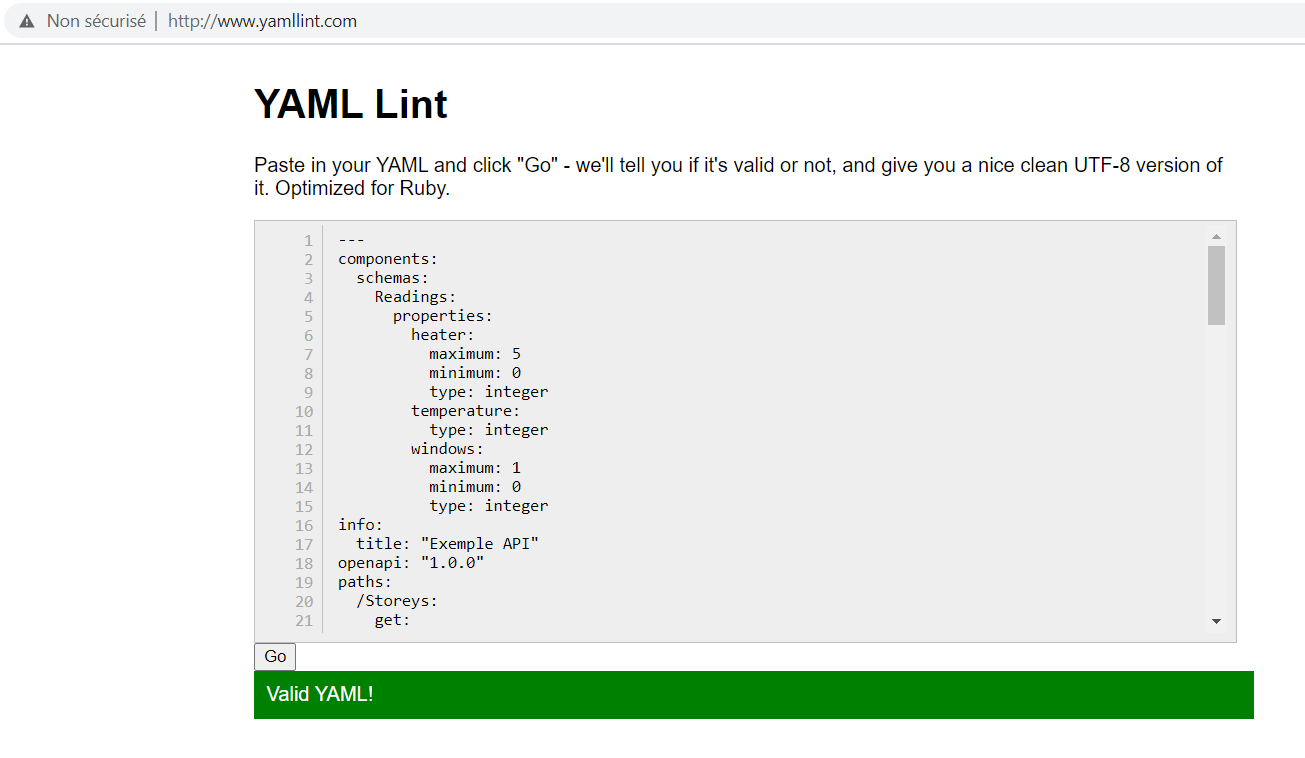 Non sécurisé | http://www.yamllint.com
YAML Lint
Paste in your YAML and click "Go" - we'll tell you if it's valid or not, and give you a nice clean UTF-8 version of
it. Optimized for Ruby.
1 ---
2 components:
3   schemas:
4     Readings:
5       properties:
6         heater:
7           maximum: 5
8           minimum: 0
9           type: integer
10         temperature:
11           type: integer
12         windows:
13           maximum: 1
14           minimum: 0
15           type: integer
16 info:
17   title: "Exemple API"
18 openapi: "1.0.0"
19 paths:
20   /Storeys:
21     get:
Go
Valid YAML!